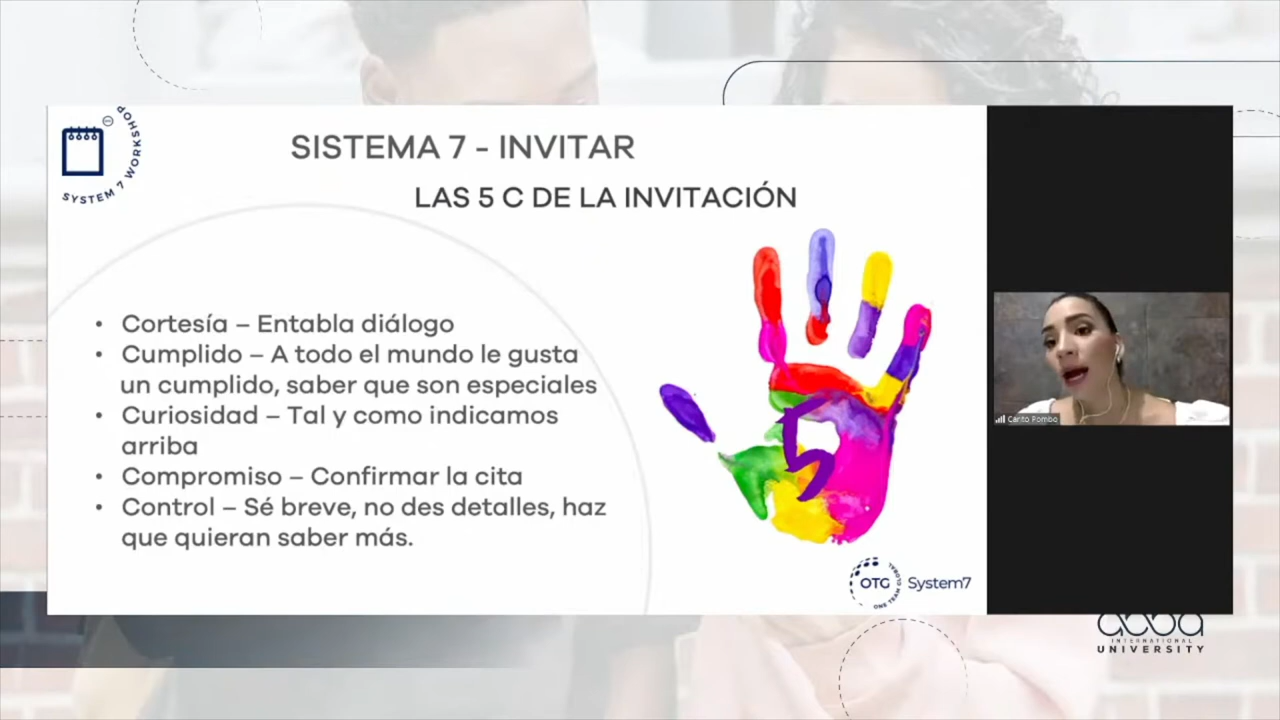 SYSTEM 7 WORKSHOP
SISTEMA 7 - INVITAR
LAS 5 C DE LA INVITACIÓN
• Cortesía – Entabla diálogo
• Cumplido – A todo el mundo le gusta
un cumplido, saber que son especiales
• Curiosidad – Tal y como indicamos
arriba
• Compromiso – Confirmar la cita
• Control – Sé breve, no des detalles, haz
que quieran saber más.
5
OTG
ONE TEAM GLOBAL
System7
Carito Pombo
INTERNATIONAL
UNIVERSITY